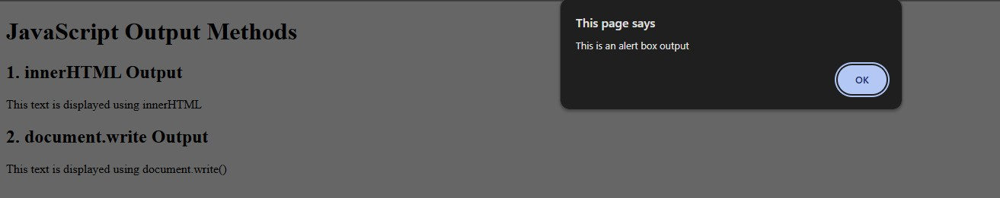 JavaScript Output Methods
1. innerHTML Output
This text is displayed using innerHTML
2. document.write Output
This text is displayed using document.write()
This page says
This is an alert box output
OK